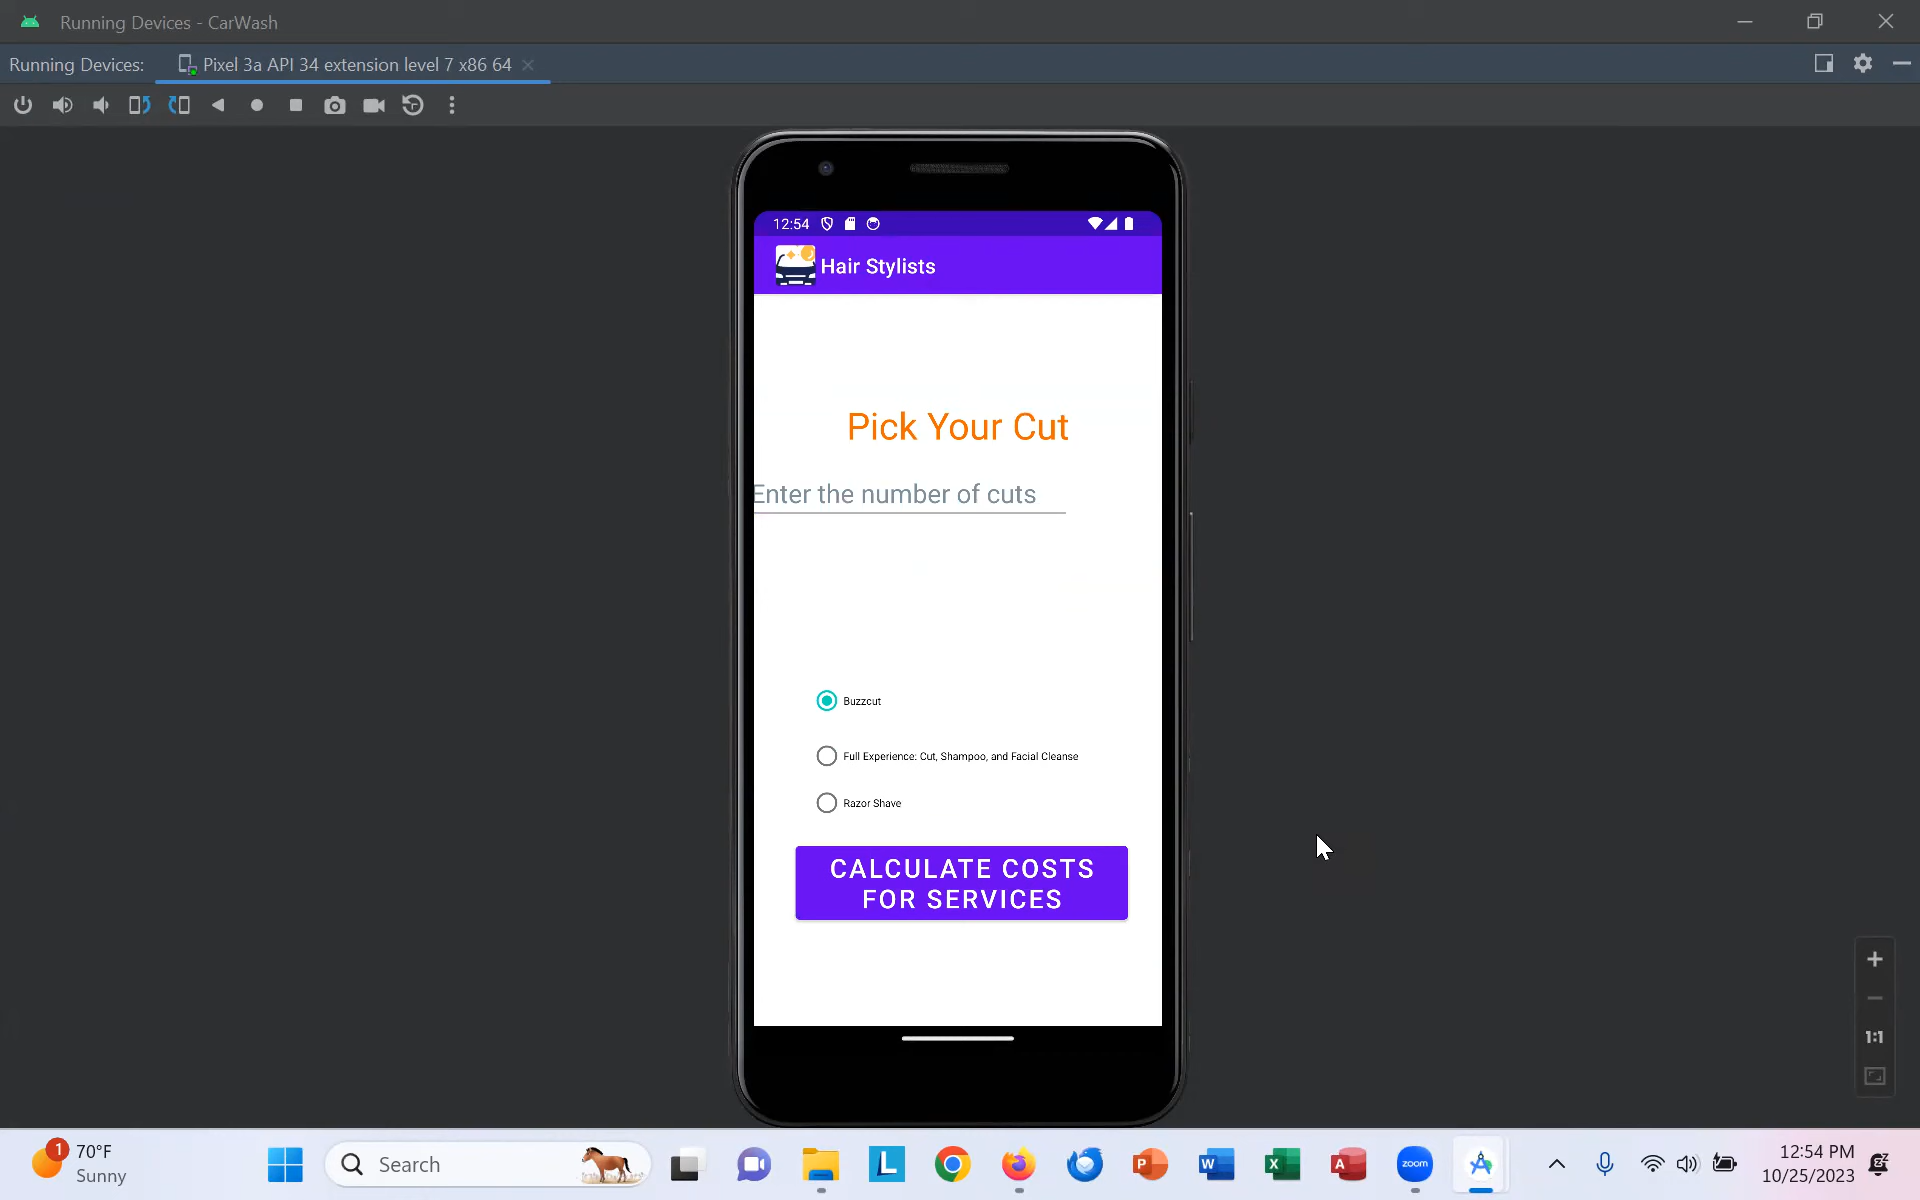 Running Devices - CarWash
Running Devices:
Pixel 3a API 34 extension level 7 x86 64
12:54
Hair Stylists
Pick Your Cut
Enter the number of cuts
Buzzcut
Full Experience: Cut, Shampoo, and Facial Cleanse
Razor Shave
CALCULATE COSTS
FOR SERVICES
1:1
1
70°F
Sunny
Search
L
P
W
X
A
zoom
12:54 PM
10/25/2023